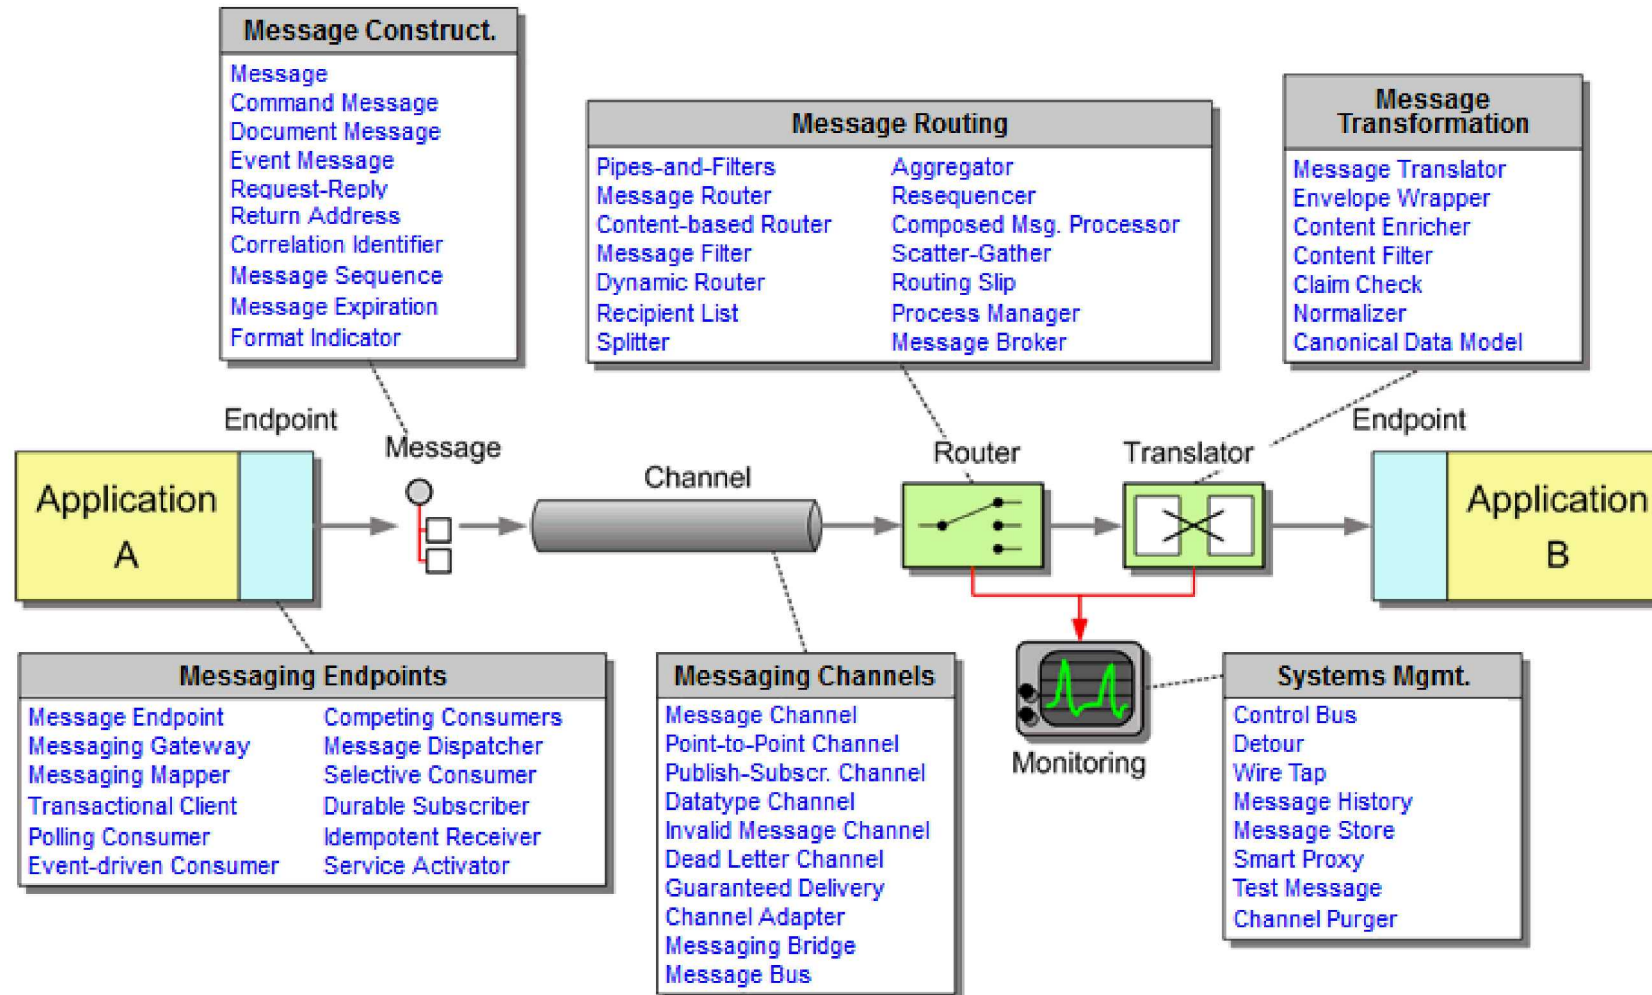 Message Construct.
Message
Command Message
Document Message
Event Message
Request-Reply
Return Address
Correlation Identifier
Message Sequence
Message Expiration
Format Indicator
Message Routing
Pipes-and-Filters
Message Router
Content-based Router
Message Filter
Dynamic Router
Recipient List
Splitter
Aggregator
Resequencer
Composed Msg. Processor
Scatter-Gather
Routing Slip
Process Manager
Message Broker
Message
Transformation
Message Translator
Envelope Wrapper
Content Enricher
Content Filter
Claim Check
Normalizer
Canonical Data Model
Endpoint
Message
Channel
Router
Translator
Endpoint
Application
A
Application
B
Messaging Endpoints
Message Endpoint
Messaging Gateway
Messaging Mapper
Transactional Client
Polling Consumer
Event-driven Consumer
Competing Consumers
Message Dispatcher
Selective Consumer
Durable Subscriber
Idempotent Receiver
Service Activator
Messaging Channels
Message Channel
Point-to-Point Channel
Publish-Subscr. Channel
Datatype Channel
Invalid Message Channel
Dead Letter Channel
Guaranteed Delivery
Channel Adapter
Messaging Bridge
Message Bus
Monitoring
Systems Mgmt.
Control Bus
Detour
Wire Tap
Message History
Message Store
Smart Proxy
Test Message
Channel Purger